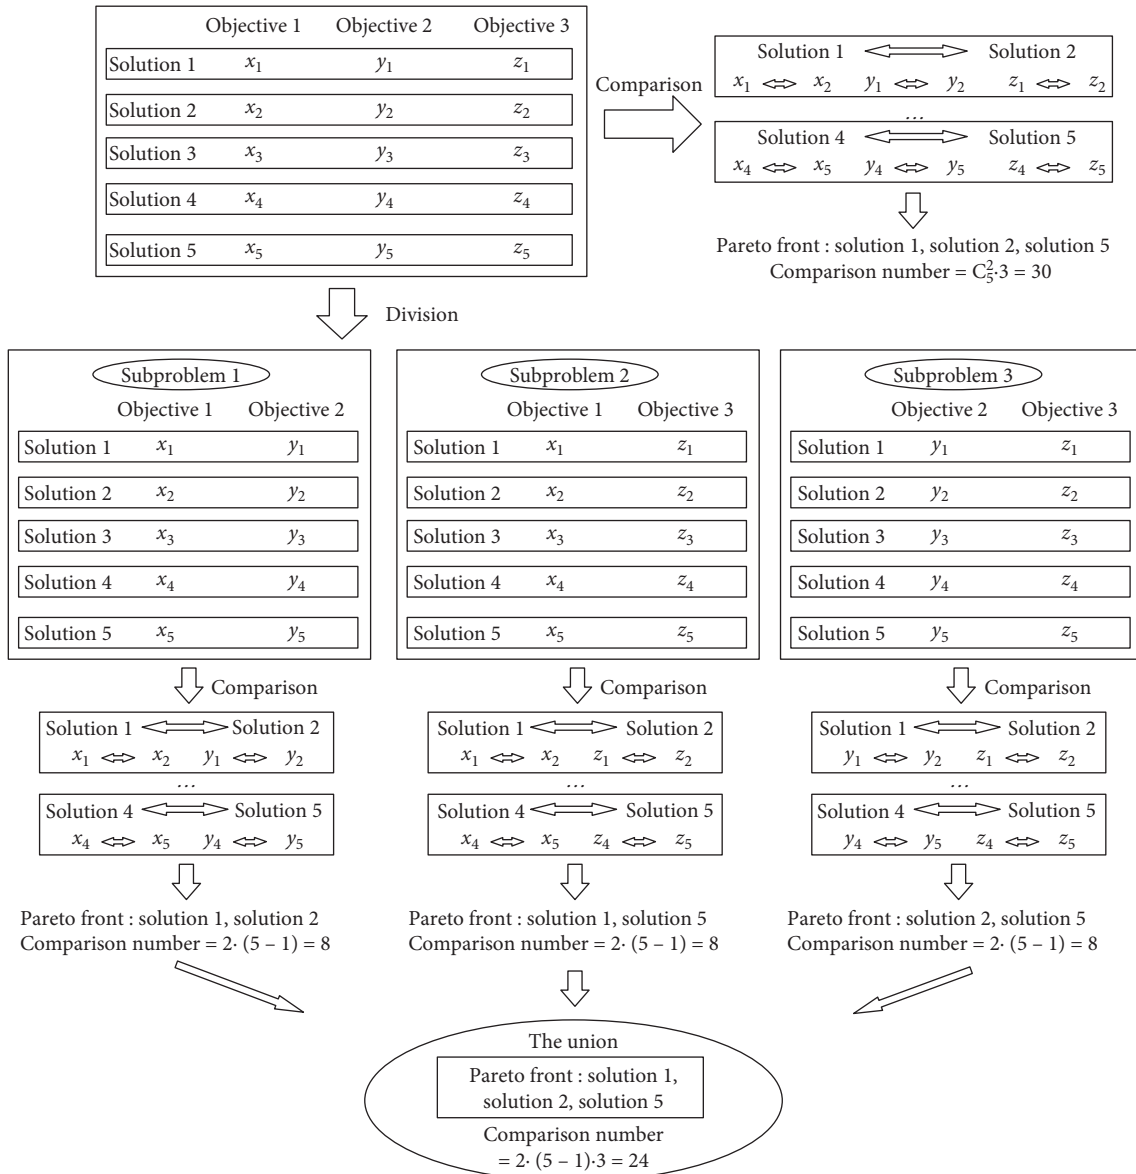 Objective 1 Objective 2 Objective 3
Solution 1 x₁ y₁ z₁
Solution 2 x₂ y₂ z₂
Solution 3 x₃ y₃ z₃
Solution 4 x₄ y₄ z₄
Solution 5 x₅ y₅ z₅
Comparison
Solution 1 ⇔ Solution 2
x₁ ⇔ x₂ y₁ ⇔ y₂ z₁ ⇔ z₂
...
Solution 4 ⇔ Solution 5
x₄ ⇔ x₅ y₄ ⇔ y₅ z₄ ⇔ z₅
Pareto front : solution 1, solution 2, solution 5
Comparison number = C₅²·3 = 30
Division
Subproblem 1
Objective 1 Objective 2
Solution 1 x₁ y₁
Solution 2 x₂ y₂
Solution 3 x₃ y₃
Solution 4 x₄ y₄
Solution 5 x₅ y₅
Comparison
Solution 1 ⇔ Solution 2
x₁ ⇔ x₂ y₁ ⇔ y₂
...
Solution 4 ⇔ Solution 5
x₄ ⇔ x₅ y₄ ⇔ y₅
Pareto front : solution 1, solution 2
Comparison number = 2· (5 – 1) = 8
Subproblem 2
Objective 1 Objective 3
Solution 1 x₁ z₁
Solution 2 x₂ z₂
Solution 3 x₃ z₃
Solution 4 x₄ z₄
Solution 5 x₅ z₅
Comparison
Solution 1 ⇔ Solution 2
x₁ ⇔ x₂ z₁ ⇔ z₂
...
Solution 4 ⇔ Solution 5
x₄ ⇔ x₅ z₄ ⇔ z₅
Pareto front : solution 1, solution 5
Comparison number = 2· (5 – 1) = 8
Subproblem 3
Objective 2 Objective 3
Solution 1 y₁ z₁
Solution 2 y₂ z₂
Solution 3 y₃ z₃
Solution 4 y₄ z₄
Solution 5 y₅ z₅
Comparison
Solution 1 ⇔ Solution 2
y₁ ⇔ y₂ z₁ ⇔ z₂
...
Solution 4 ⇔ Solution 5
y₄ ⇔ y₅ z₄ ⇔ z₅
Pareto front : solution 2, solution 5
Comparison number = 2· (5 – 1) = 8
The union
Pareto front : solution 1,
solution 2, solution 5
Comparison number
= 2· (5 – 1)·3 = 24